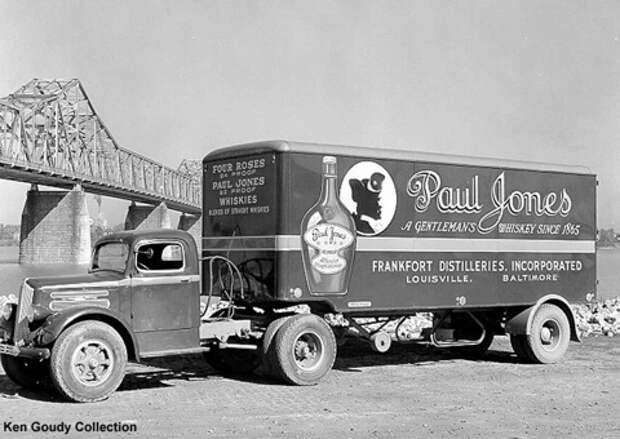 FOUR ROSES
94 PROOF
PAUL JONES
92 PROOF
WHISKIES
BLENDS OF STRAIGHT WHISKIES
Paul Jones
A GENTLEMAN'S WHISKEY SINCE 1865
Paul Jones
FRANKFORT DISTILLERIES, INCORPORATED
LOUISVILLE, BALTIMORE
Ken Goudy Collection